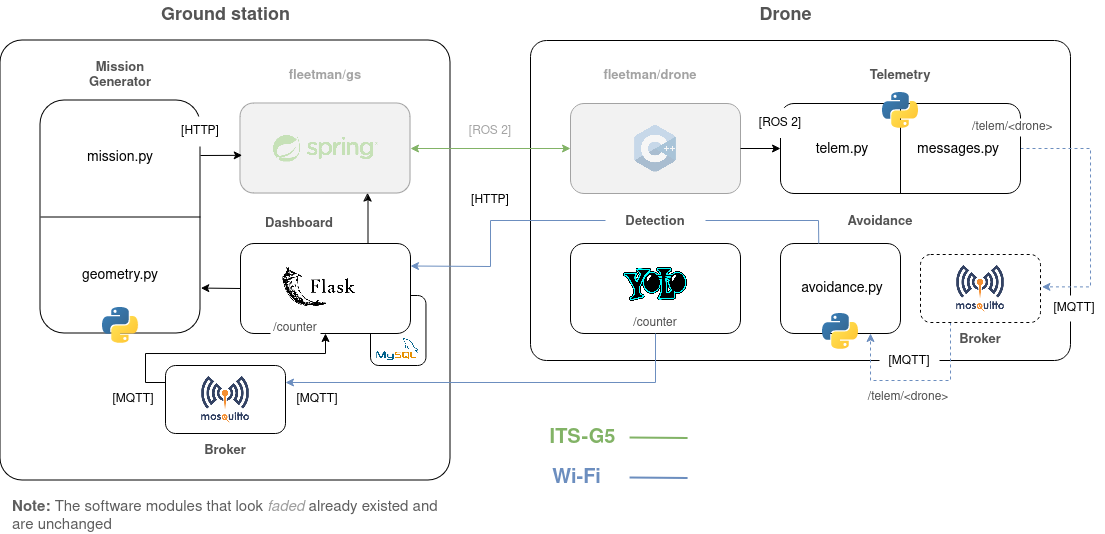 Ground station
Drone
Mission
Generator
fleetman/gs
fleetman/drone
Telemetry
[HTTP]
mission.py
spring
[ROS 2]
C++
[ROS 2]
telem.py
messages.py
/telem/<drone>
geometry.py
Dashboard
[HTTP]
Detection
Avoidance
Flask
/counter
MySQL
YOLO
/counter
avoidance.py
mosquitto
[MQTT]
Broker
[MQTT]
/telem/<drone>
[MQTT]
mosquitto
[MQTT]
Broker
ITS-G5
Wi-Fi
Note: The software modules that look faded already existed and
are unchanged